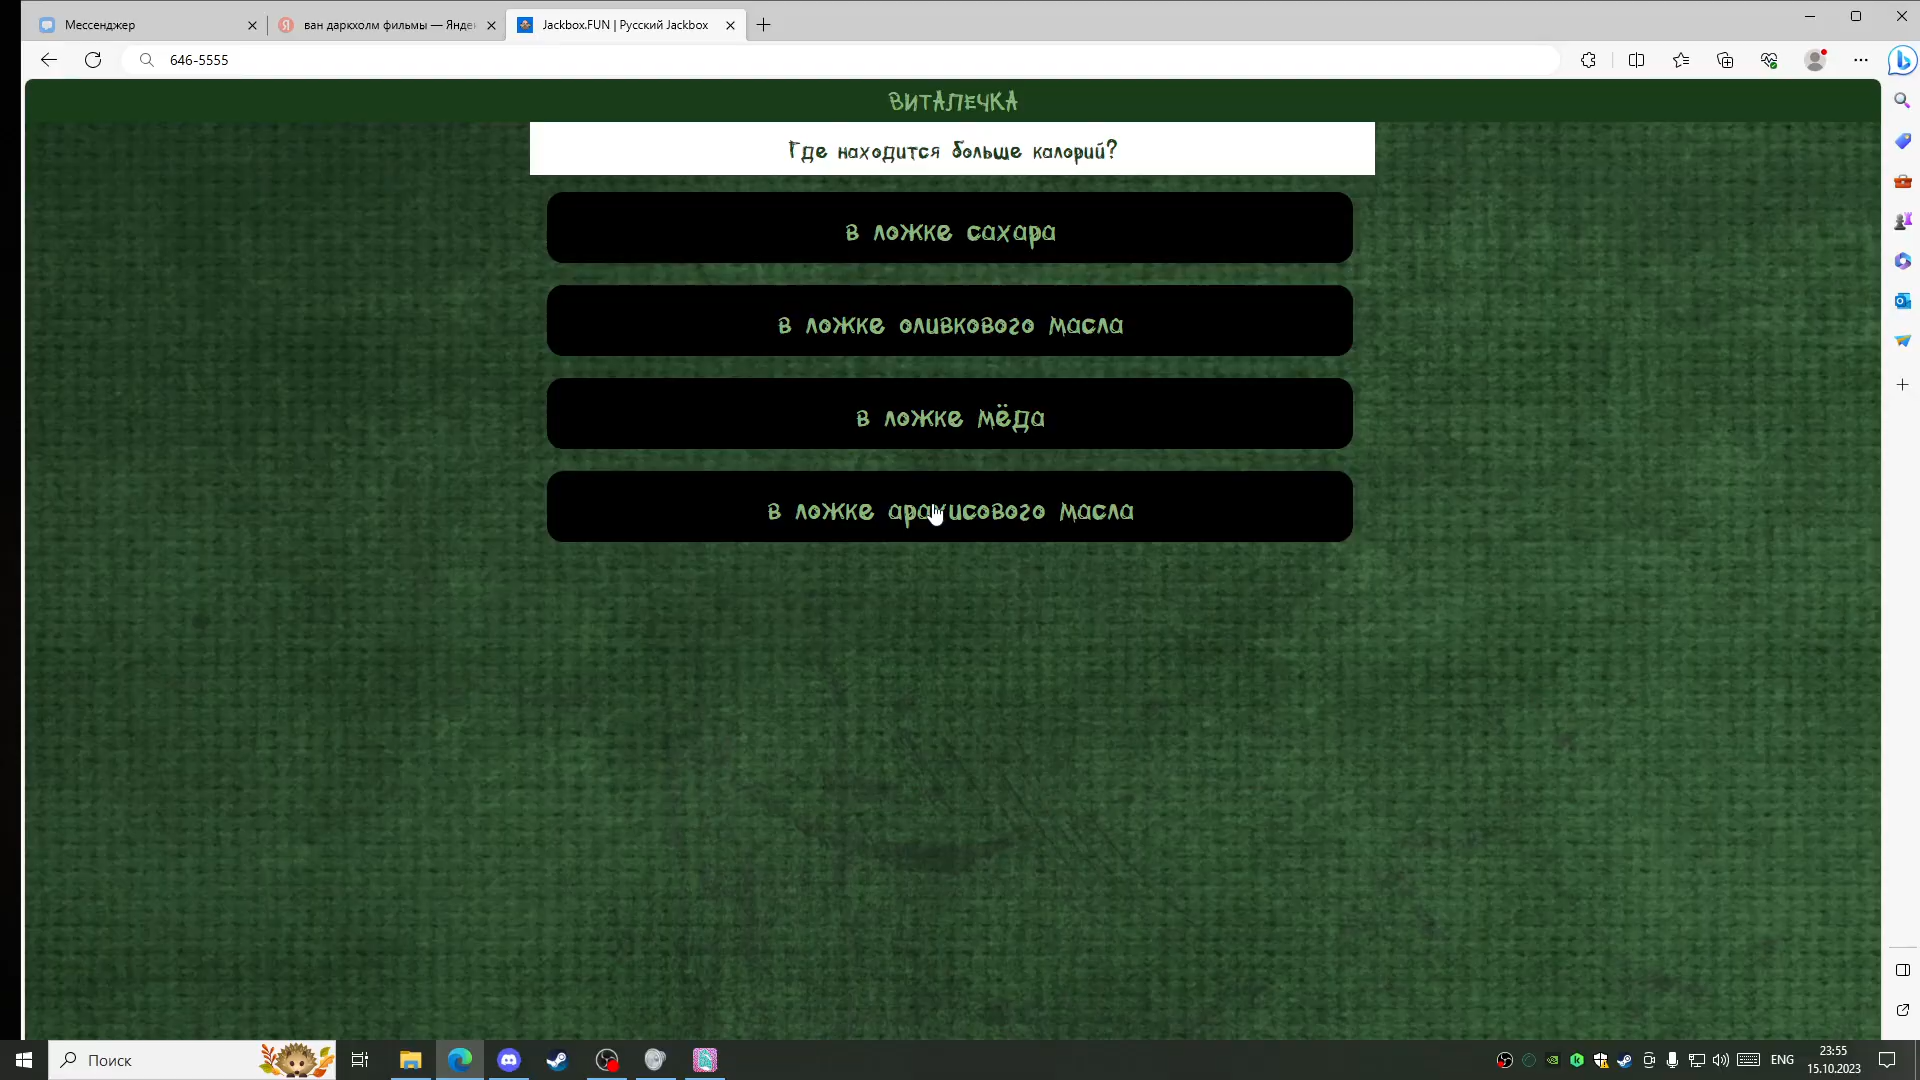 Мессенджер
ван даркхолм фильмы — Яндек
Jackbox.FUN | Русский Jackbox
646-5555
ВИТАЛЕЧКА
Где находится больше калорий?
в ложке сахара
в ложке оливкового масла
в ложке мёда
в ложке арахисового масла
Поиск
ENG
23:55
15.10.2023